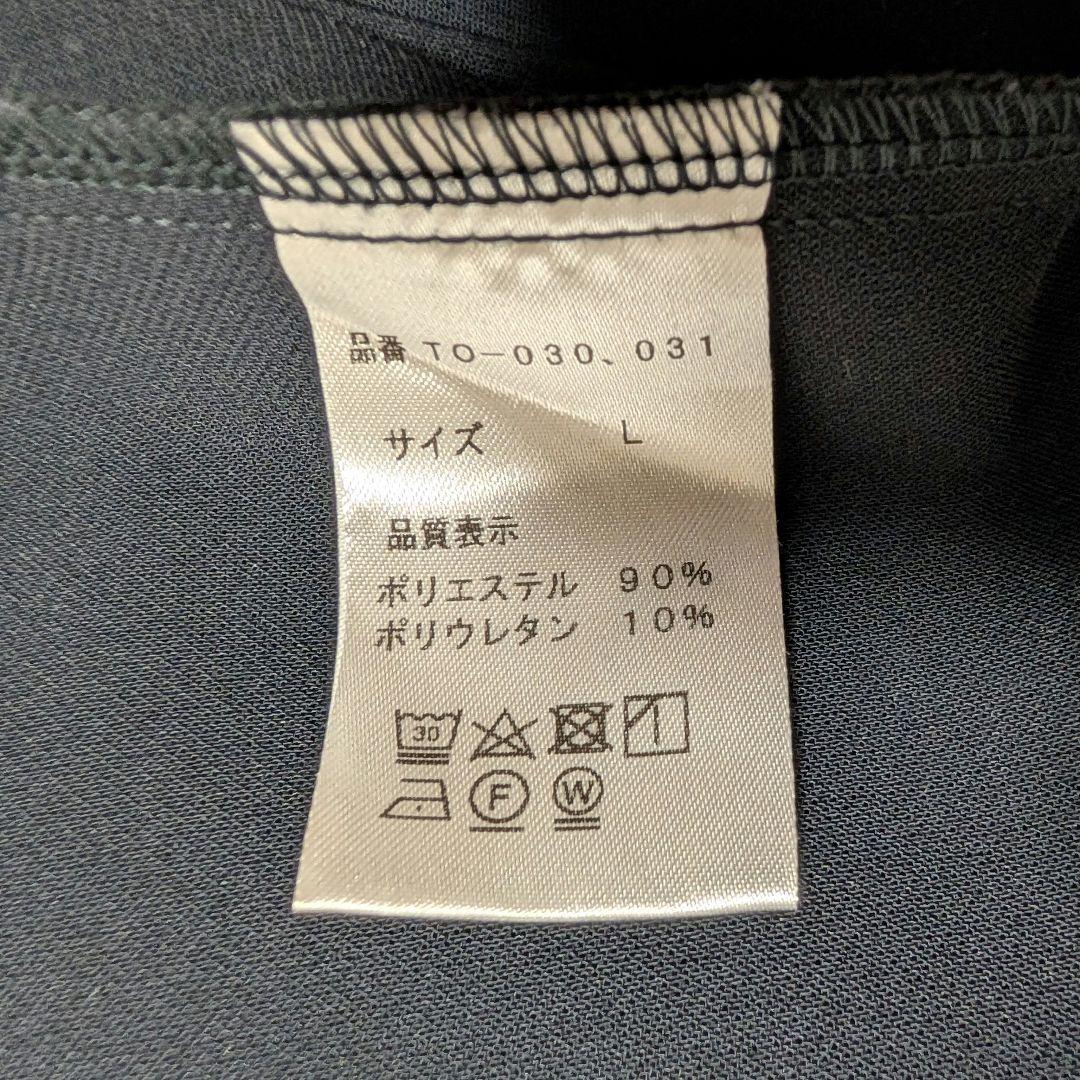 品番 TO－030、031
サイズ L
品質表示
ポリエステル 90%
ポリウレタン 10%
30
F W